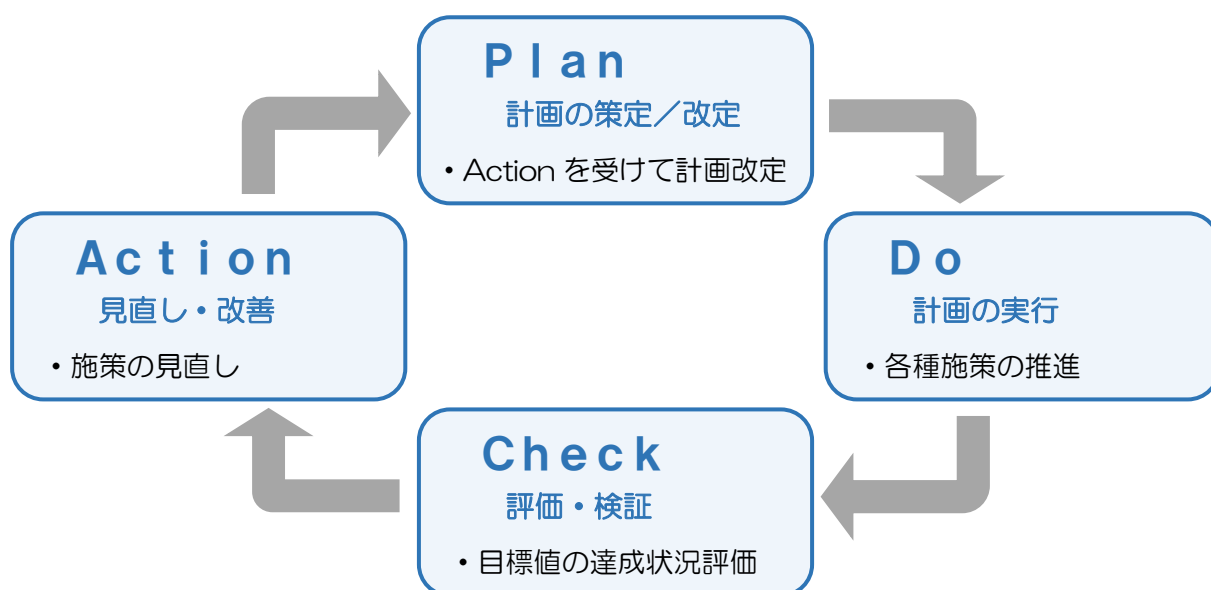 Plan
計画の策定／改定
・Action を受けて計画改定
Action
見直し・改善
・施策の見直し
Do
計画の実行
・各種施策の推進
Check
評価・検証
・目標値の達成状況評価